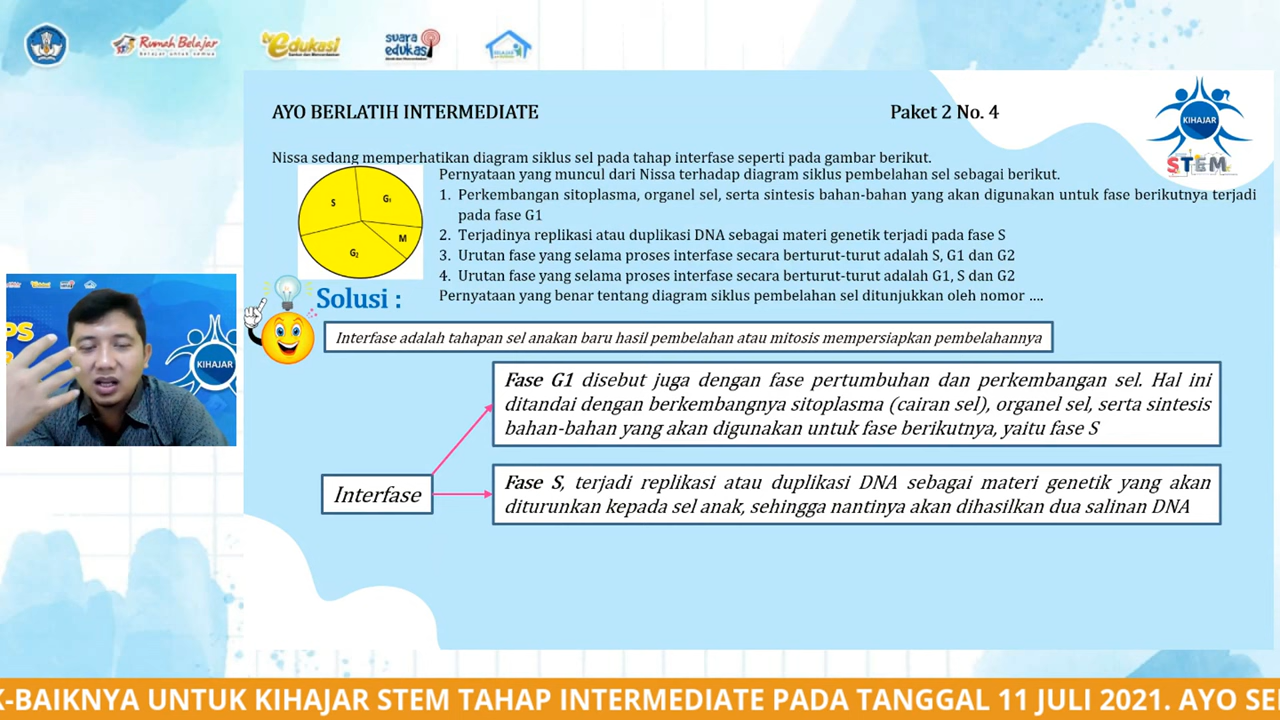 Rumah Belajar
Belajar untuk semua
tv edukasi
suara
edukasi
AYO BERLATIH INTERMEDIATE
Paket 2 No. 4
KIHAJAR
STEM
Nissa sedang memperhatikan diagram siklus sel pada tahap interfase seperti pada gambar berikut.
Pernyataan yang muncul dari Nissa terhadap diagram siklus pembelahan sel sebagai berikut.
1. Perkembangan sitoplasma, organel sel, serta sintesis bahan-bahan yang akan digunakan untuk fase berikutnya terjadi
pada fase G1
2. Terjadinya replikasi atau duplikasi DNA sebagai materi genetik terjadi pada fase S
3. Urutan fase yang selama proses interfase secara berturut-turut adalah S, G1 dan G2
4. Urutan fase yang selama proses interfase secara berturut-turut adalah G1, S dan G2
Pernyataan yang benar tentang diagram siklus pembelahan sel ditunjukkan oleh nomor ....
S
G₁
M
G₂
Solusi :
Interfase adalah tahapan sel anakan baru hasil pembelahan atau mitosis mempersiapkan pembelahannya
Fase G1 disebut juga dengan fase pertumbuhan dan perkembangan sel. Hal ini
ditandai dengan berkembangnya sitoplasma (cairan sel), organel sel, serta sintesis
bahan-bahan yang akan digunakan untuk fase berikutnya, yaitu fase S
Interfase
Fase S, terjadi replikasi atau duplikasi DNA sebagai materi genetik yang akan
diturunkan kepada sel anak, sehingga nantinya akan dihasilkan dua salinan DNA
KIHAJAR
K-BAIKNYA UNTUK KIHAJAR STEM TAHAP INTERMEDIATE PADA TANGGAL 11 JULI 2021. AYO SE